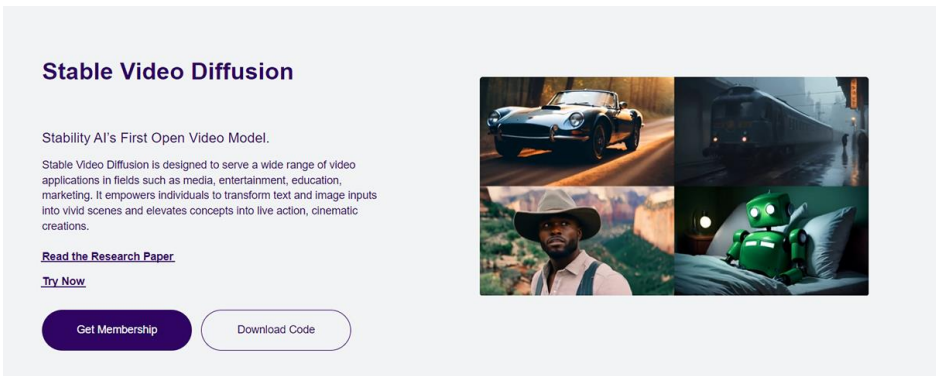 Stable Video Diffusion
Stability AI's First Open Video Model.
Stable Video Diffusion is designed to serve a wide range of video
applications in fields such as media, entertainment, education,
marketing. It empowers individuals to transform text and image inputs
into vivid scenes and elevates concepts into live action, cinematic
creations.
Read the Research Paper
Try Now
Get Membership
Download Code